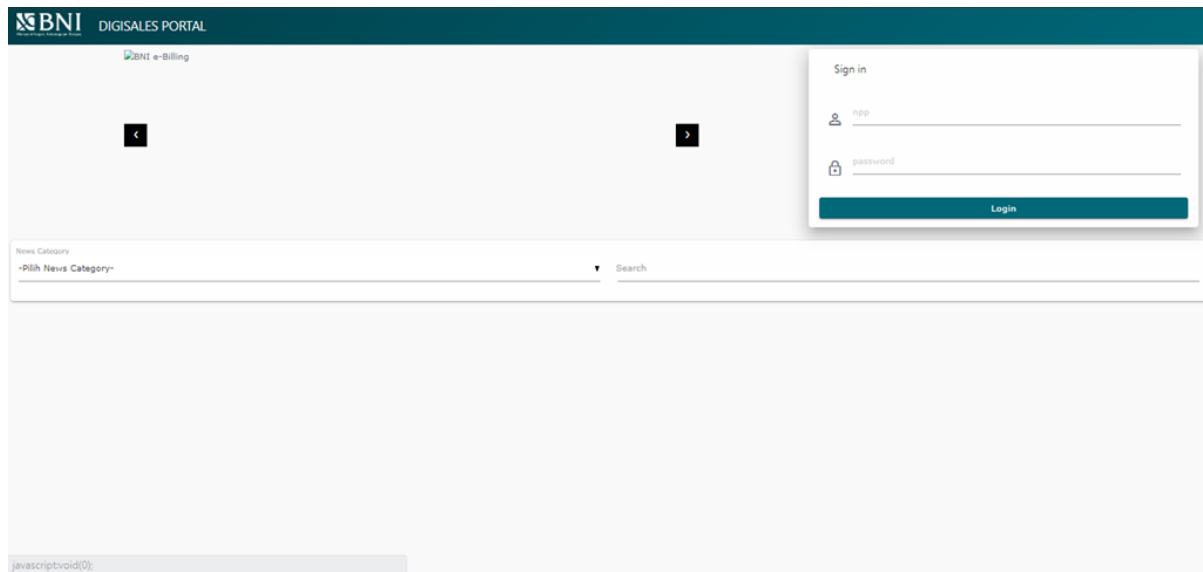 BNI DIGISALES PORTAL
BNI e-Billing
Sign in
npp
password
Login
News Category
-Pilih News Category-
Search
javascript:void(0);